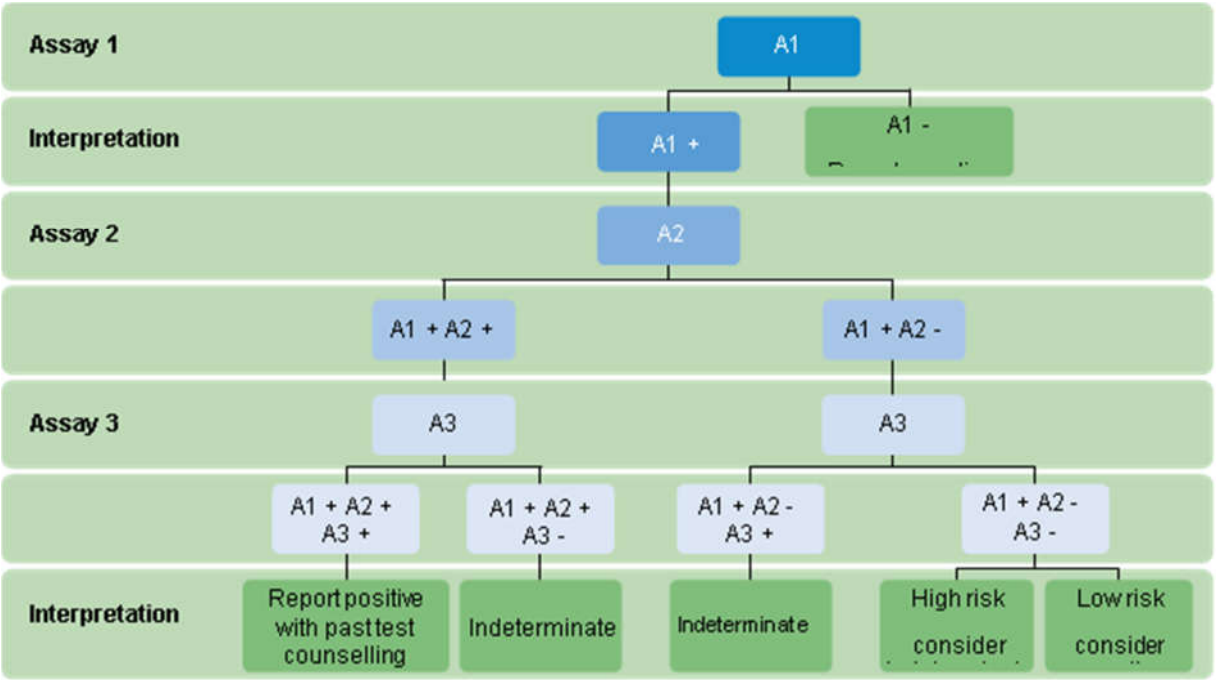 Assay 1
A1
Interpretation
A1 +
A1 -
Assay 2
A2
A1 + A2 +
A1 + A2 -
Assay 3
A3
A3
A1 + A2 +
A3 +
A1 + A2 +
A3 -
A1 + A2 -
A3 +
A1 + A2 -
A3 -
Interpretation
Report positive
with past test
counselling
Indeterminate
Indeterminate
High risk
consider
Low risk
consider